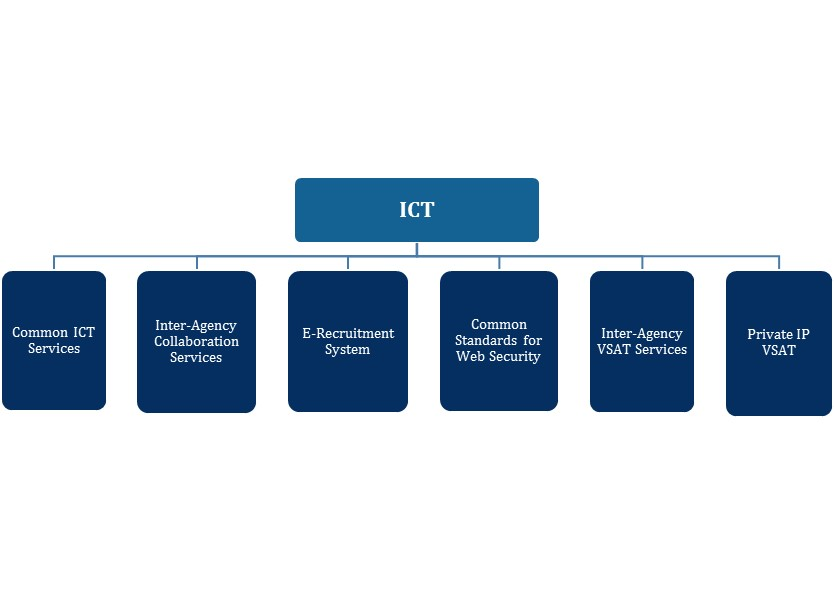 ICT
Common ICT
Services
Inter-Agency
Collaboration
Services
E-Recruitment
System
Common
Standards for
Web Security
Inter-Agency
VSAT Services
Private IP
VSAT